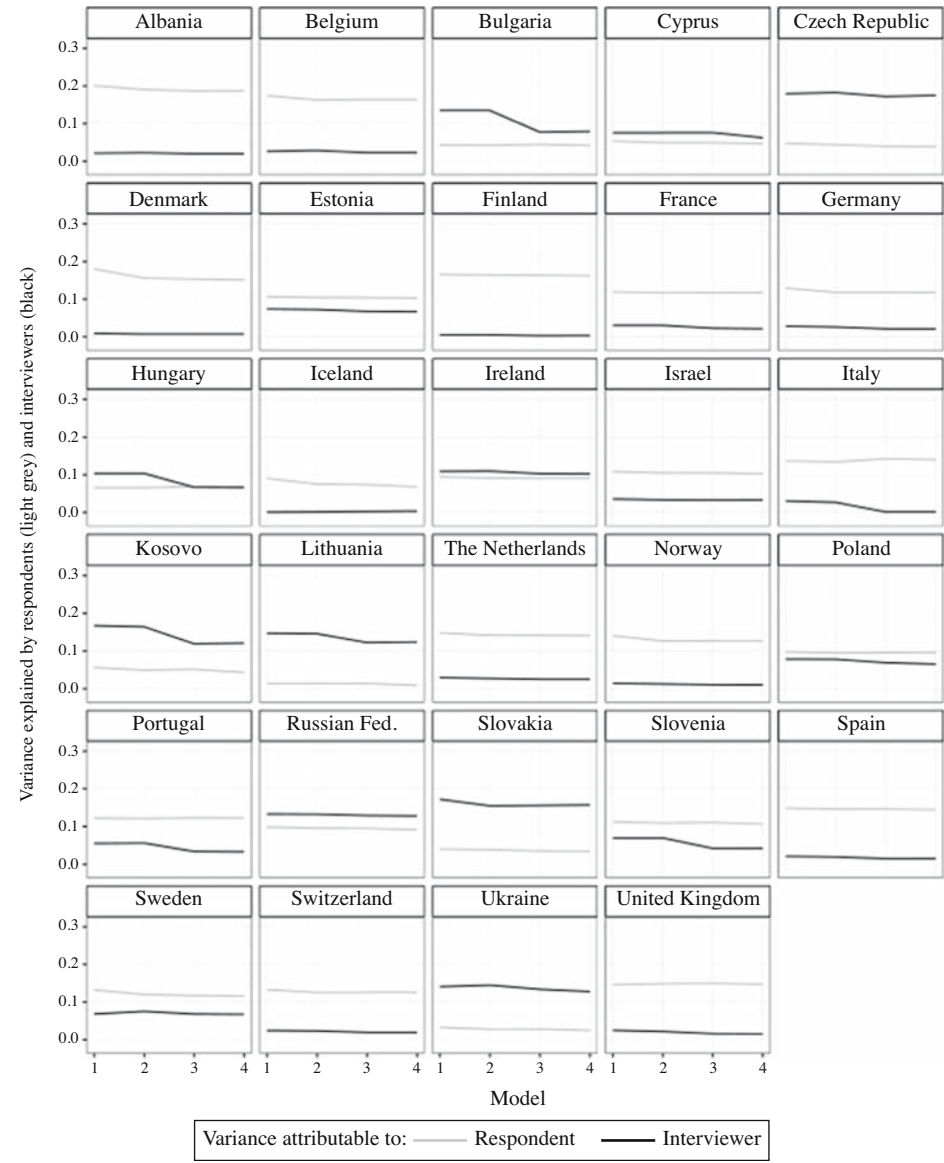 Albania Belgium Bulgaria Cyprus Czech Republic
0.3
0.2
0.1
0.0
Denmark Estonia Finland France Germany
0.3
0.2
0.1
0.0
Hungary Iceland Ireland Israel Italy
0.3
0.2
0.1
0.0
Kosovo Lithuania The Netherlands Norway Poland
0.3
0.2
0.1
0.0
Portugal Russian Fed. Slovakia Slovenia Spain
0.3
0.2
0.1
0.0
Sweden Switzerland Ukraine United Kingdom
0.3
0.2
0.1
0.0
1 2 3 4 1 2 3 4 1 2 3 4 1 2 3 4
Model
Variance explained by respondents (light grey) and interviewers (black)
Variance attributable to: Respondent Interviewer